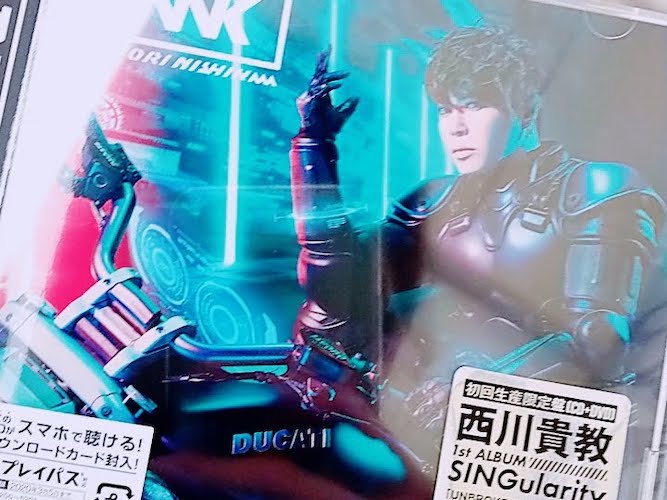 ORI NISHIKAWA
DUCATI
スマホで聴ける!
ウンロードカード封入!
プレイパス
初回生産限定盤(CD+DVD)
西川貴教
1st ALBUM
SINGularity